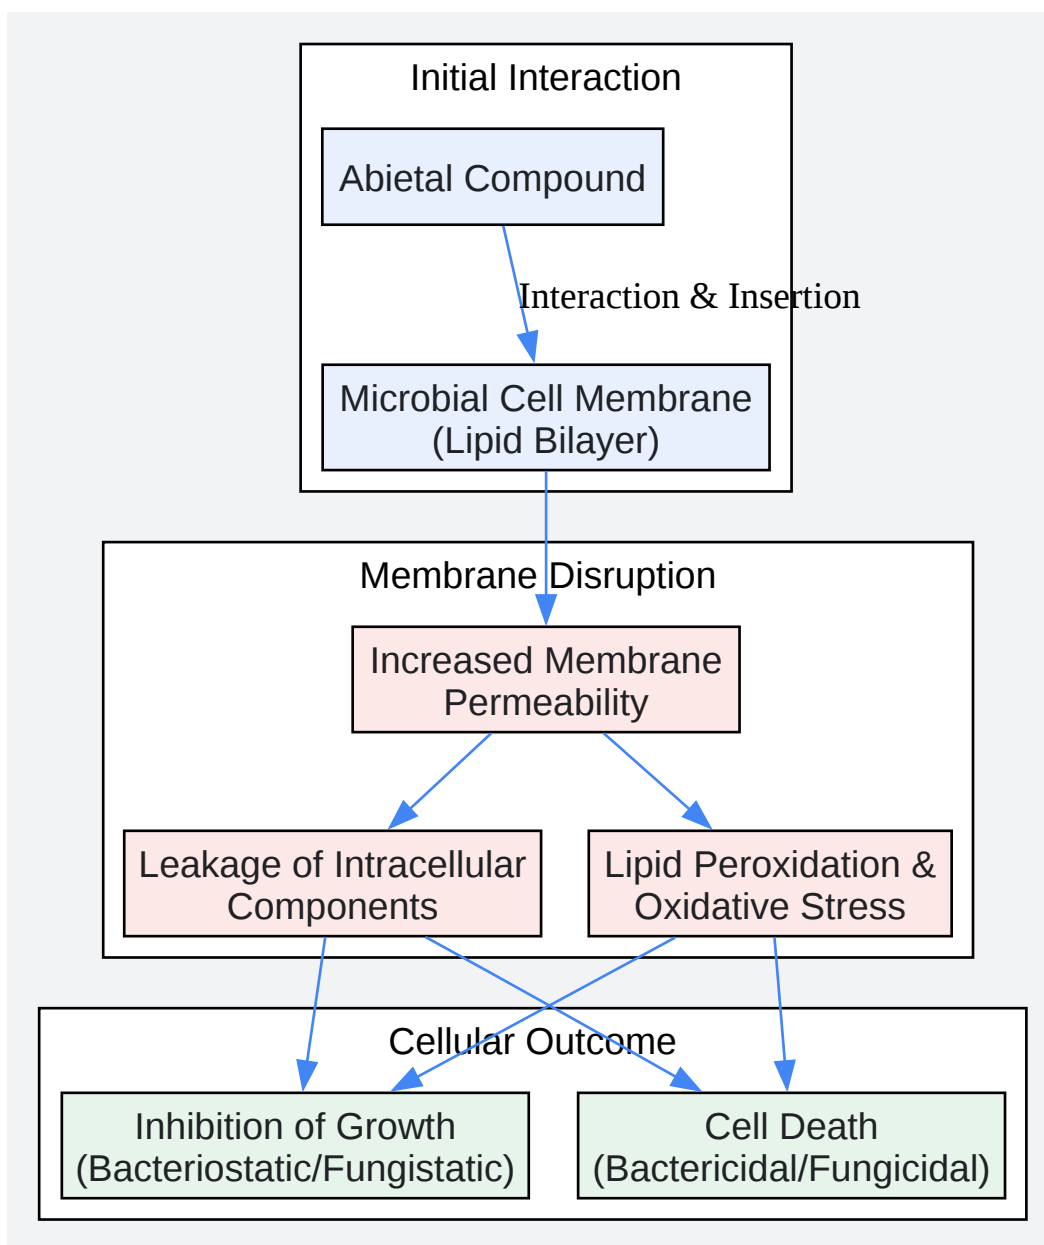 Initial Interaction
Abietal Compound
Interaction & Insertion
Microbial Cell Membrane
(Lipid Bilayer)
Membrane Disruption
Increased Membrane
Permeability
Leakage of Intracellular
Components
Lipid Peroxidation &
Oxidative Stress
Cellular Outcome
Inhibition of Growth
(Bacteriostatic/Fungistatic)
Cell Death
(Bactericidal/Fungicidal)